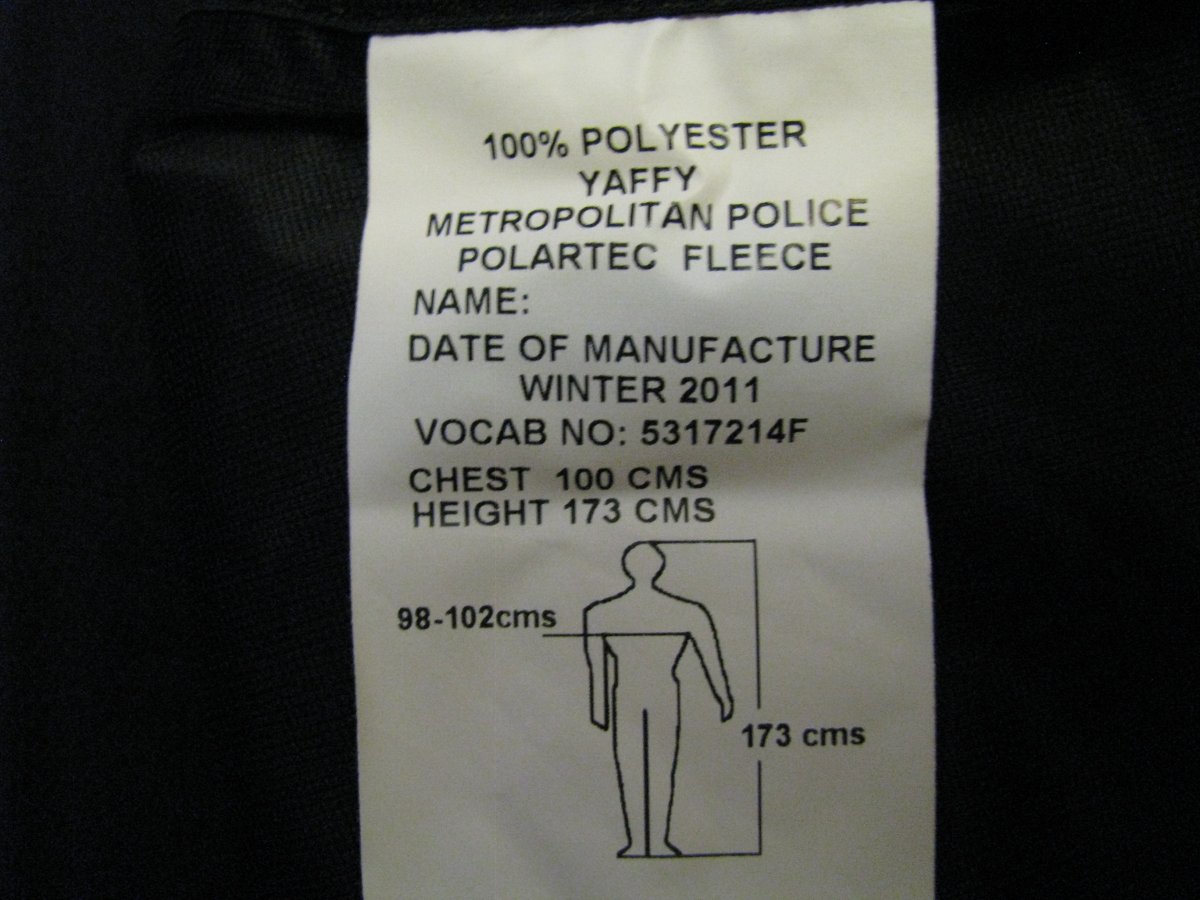 100% POLYESTER
YAFFY
METROPOLITAN POLICE
POLARTEC FLEECE
NAME:
DATE OF MANUFACTURE
WINTER 2011
VOCAB NO: 5317214F
CHEST 100 CMS
HEIGHT 173 CMS
98-102cms
173 cms